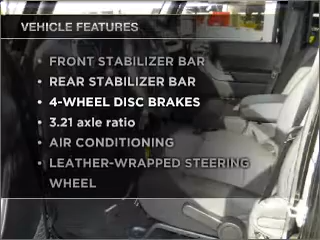 VEHICLE FEATURES
• FRONT STABILIZER BAR
• REAR STABILIZER BAR
• 4-WHEEL DISC BRAKES
• 3.21 axle ratio
• AIR CONDITIONING
• LEATHER-WRAPPED STEERING
WHEEL